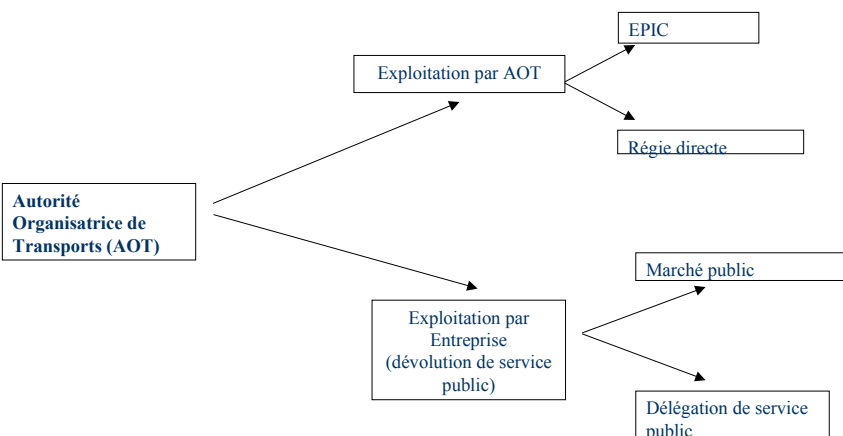 EPIC
Exploitation par AOT
Régie directe
Autorité
Organisatrice de
Transports (AOT)
Marché public
Exploitation par
Entreprise
(dévolution de service
public)
Délégation de service
public